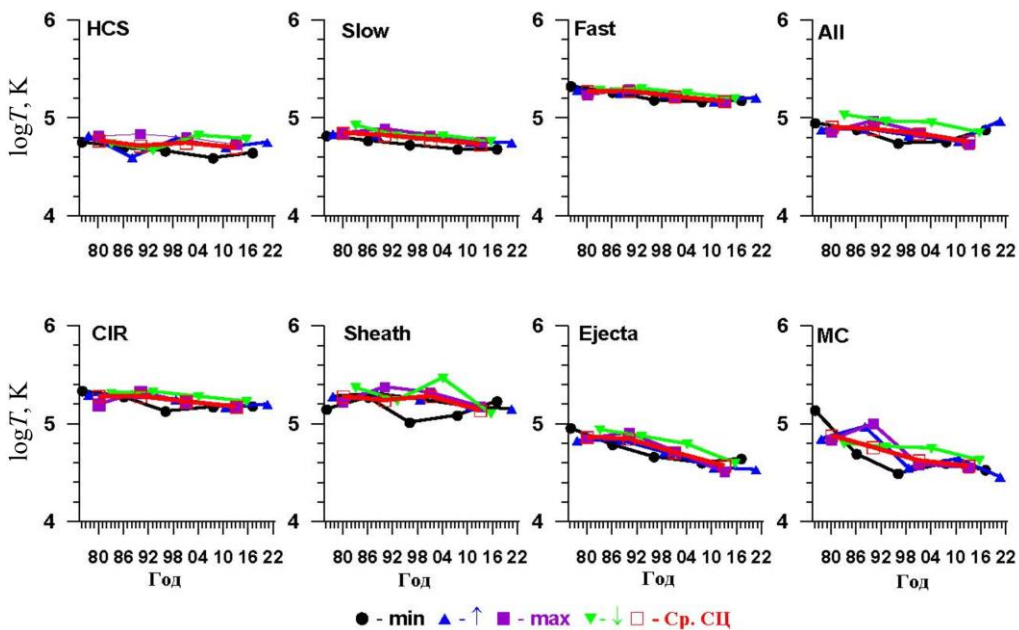 6 HCS 6 Slow 6 Fast 6 All
logT, K
5 5 5 5
4 4 4 4
80 86 92 98 04 10 16 22 80 86 92 98 04 10 16 22 80 86 92 98 04 10 16 22 80 86 92 98 04 10 16 22
6 CIR 6 Sheath 6 Ejecta 6 MC
logT, K
5 5 5 5
4 4 4 4
80 86 92 98 04 10 16 22 80 86 92 98 04 10 16 22 80 86 92 98 04 10 16 22 80 86 92 98 04 10 16 22
Год Год Год Год
- min - ↑ - max - ↓ - Ср. СЦ